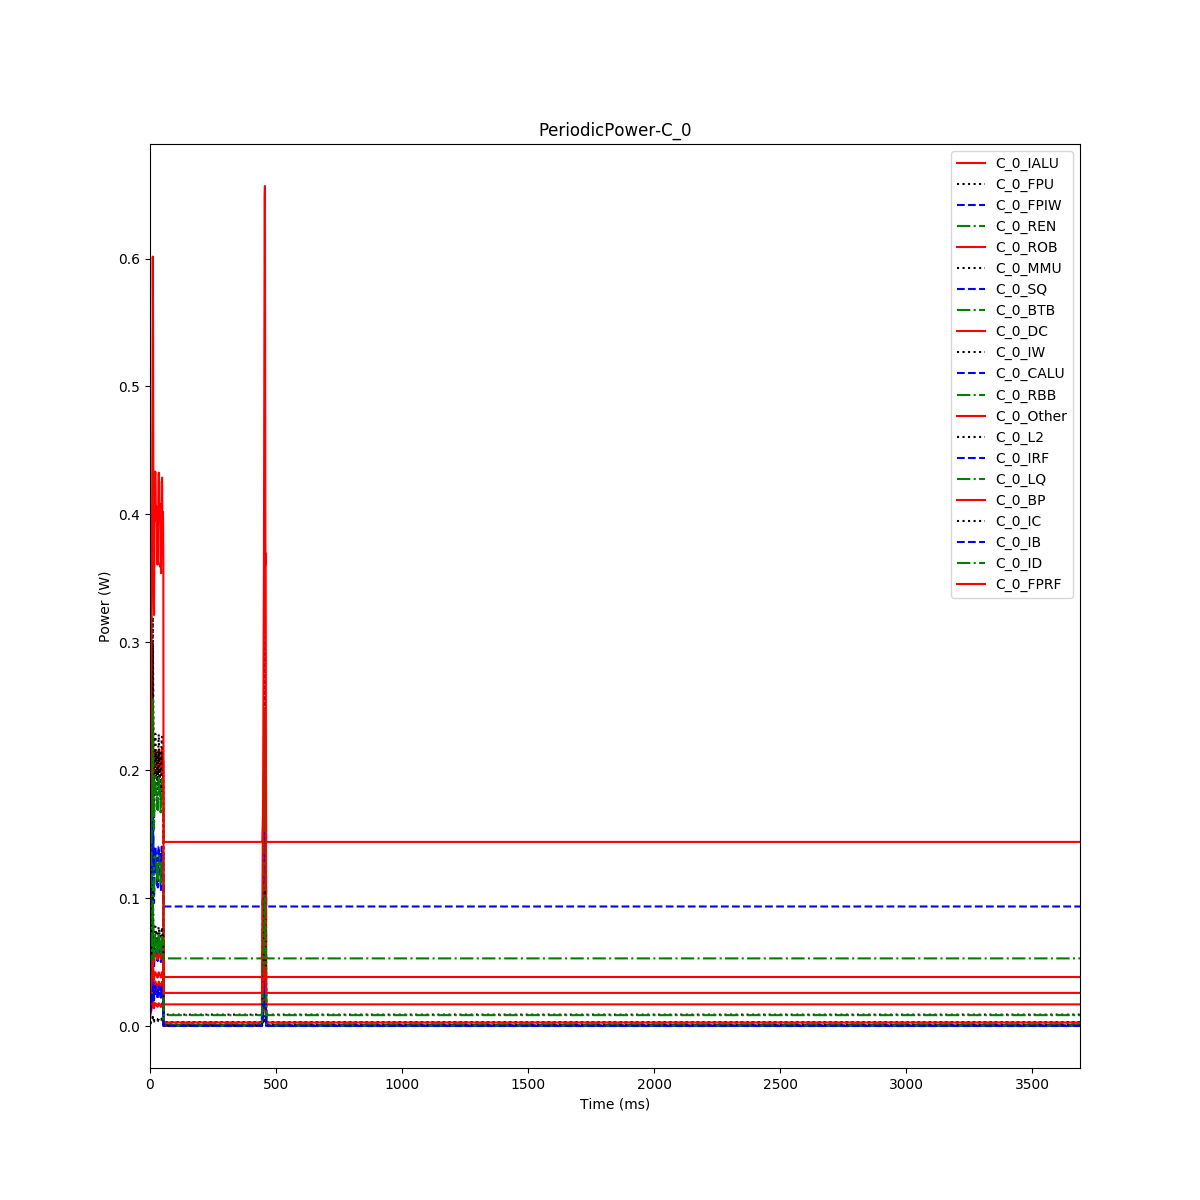 PeriodicPower-C_0
C_0_IALU
C_0_FPU
C_0_FPIW
C_0_REN
C_0_ROB
C_0_MMU
C_0_SQ
C_0_BTB
C_0_DC
C_0_IW
C_0_CALU
C_0_RBB
C_0_Other
C_0_L2
C_0_IRF
C_0_LQ
C_0_BP
C_0_IC
C_0_IB
C_0_ID
C_0_FPRF
0.6
0.5
0.4
0.3
0.2
0.1
0.0
Power (W)
0 500 1000 1500 2000 2500 3000 3500
Time (ms)